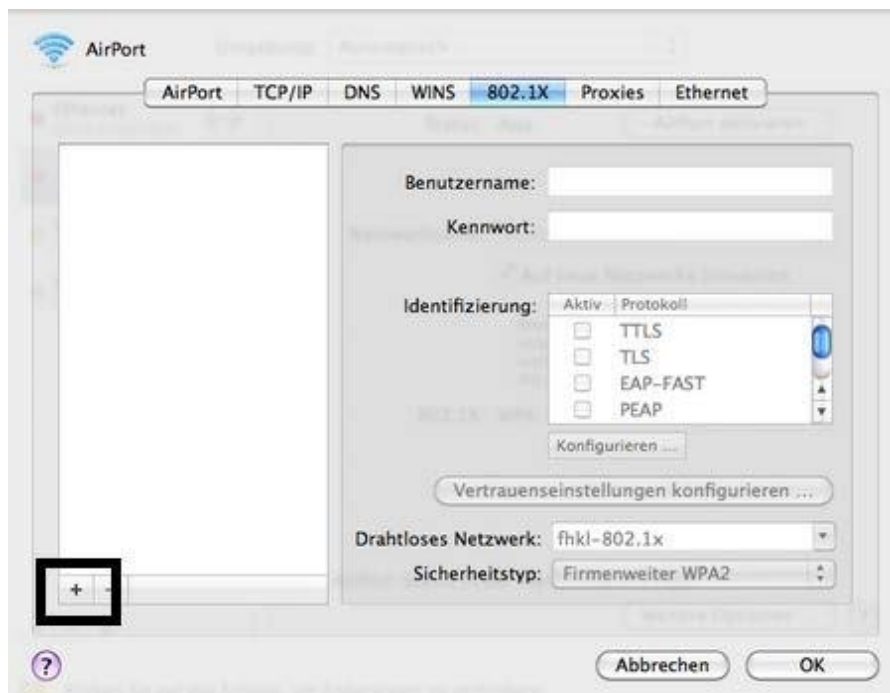 AirPort
AirPort TCP/IP DNS WINS 802.1X Proxies Ethernet
Benutzername:
Kennwort:
Identifizierung: Aktiv Protokoll
TTLS
TLS
EAP-FAST
PEAP
Konfigurieren ...
Vertrauenseinstellungen konfigurieren ...
Drahtloses Netzwerk: fhkl-802.1x
Sicherheitstyp: Firmenweiter WPA2
+ -
? Abbrechen OK